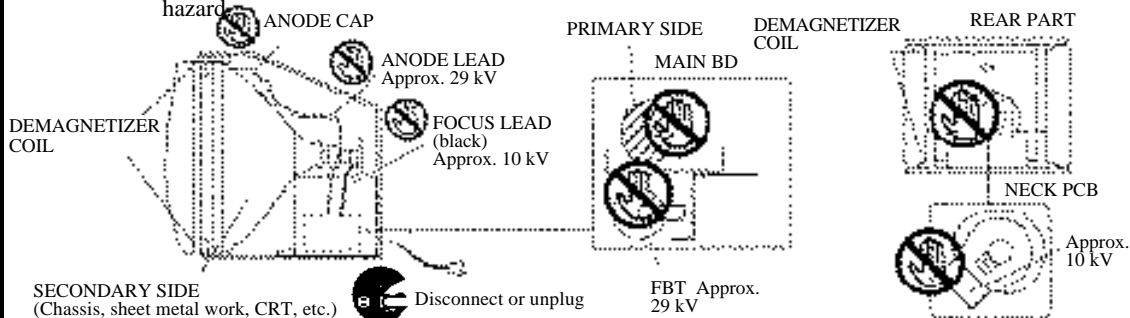 hazard
ANODE CAP
ANODE LEAD
Approx. 29 kV
FOCUS LEAD
(black)
Approx. 10 kV
DEMAGNETIZER
COIL
SECONDARY SIDE
(Chassis, sheet metal work, CRT, etc.)
Disconnect or unplug
PRIMARY SIDE
MAIN BD
FBT Approx.
29 kV
DEMAGNETIZER
COIL
REAR PART
NECK PCB
Approx.
10 kV